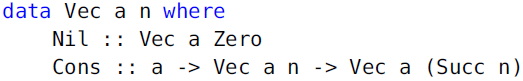 data Vec a n where
    Nil :: Vec a Zero
    Cons :: a -> Vec a n -> Vec a (Succ n)